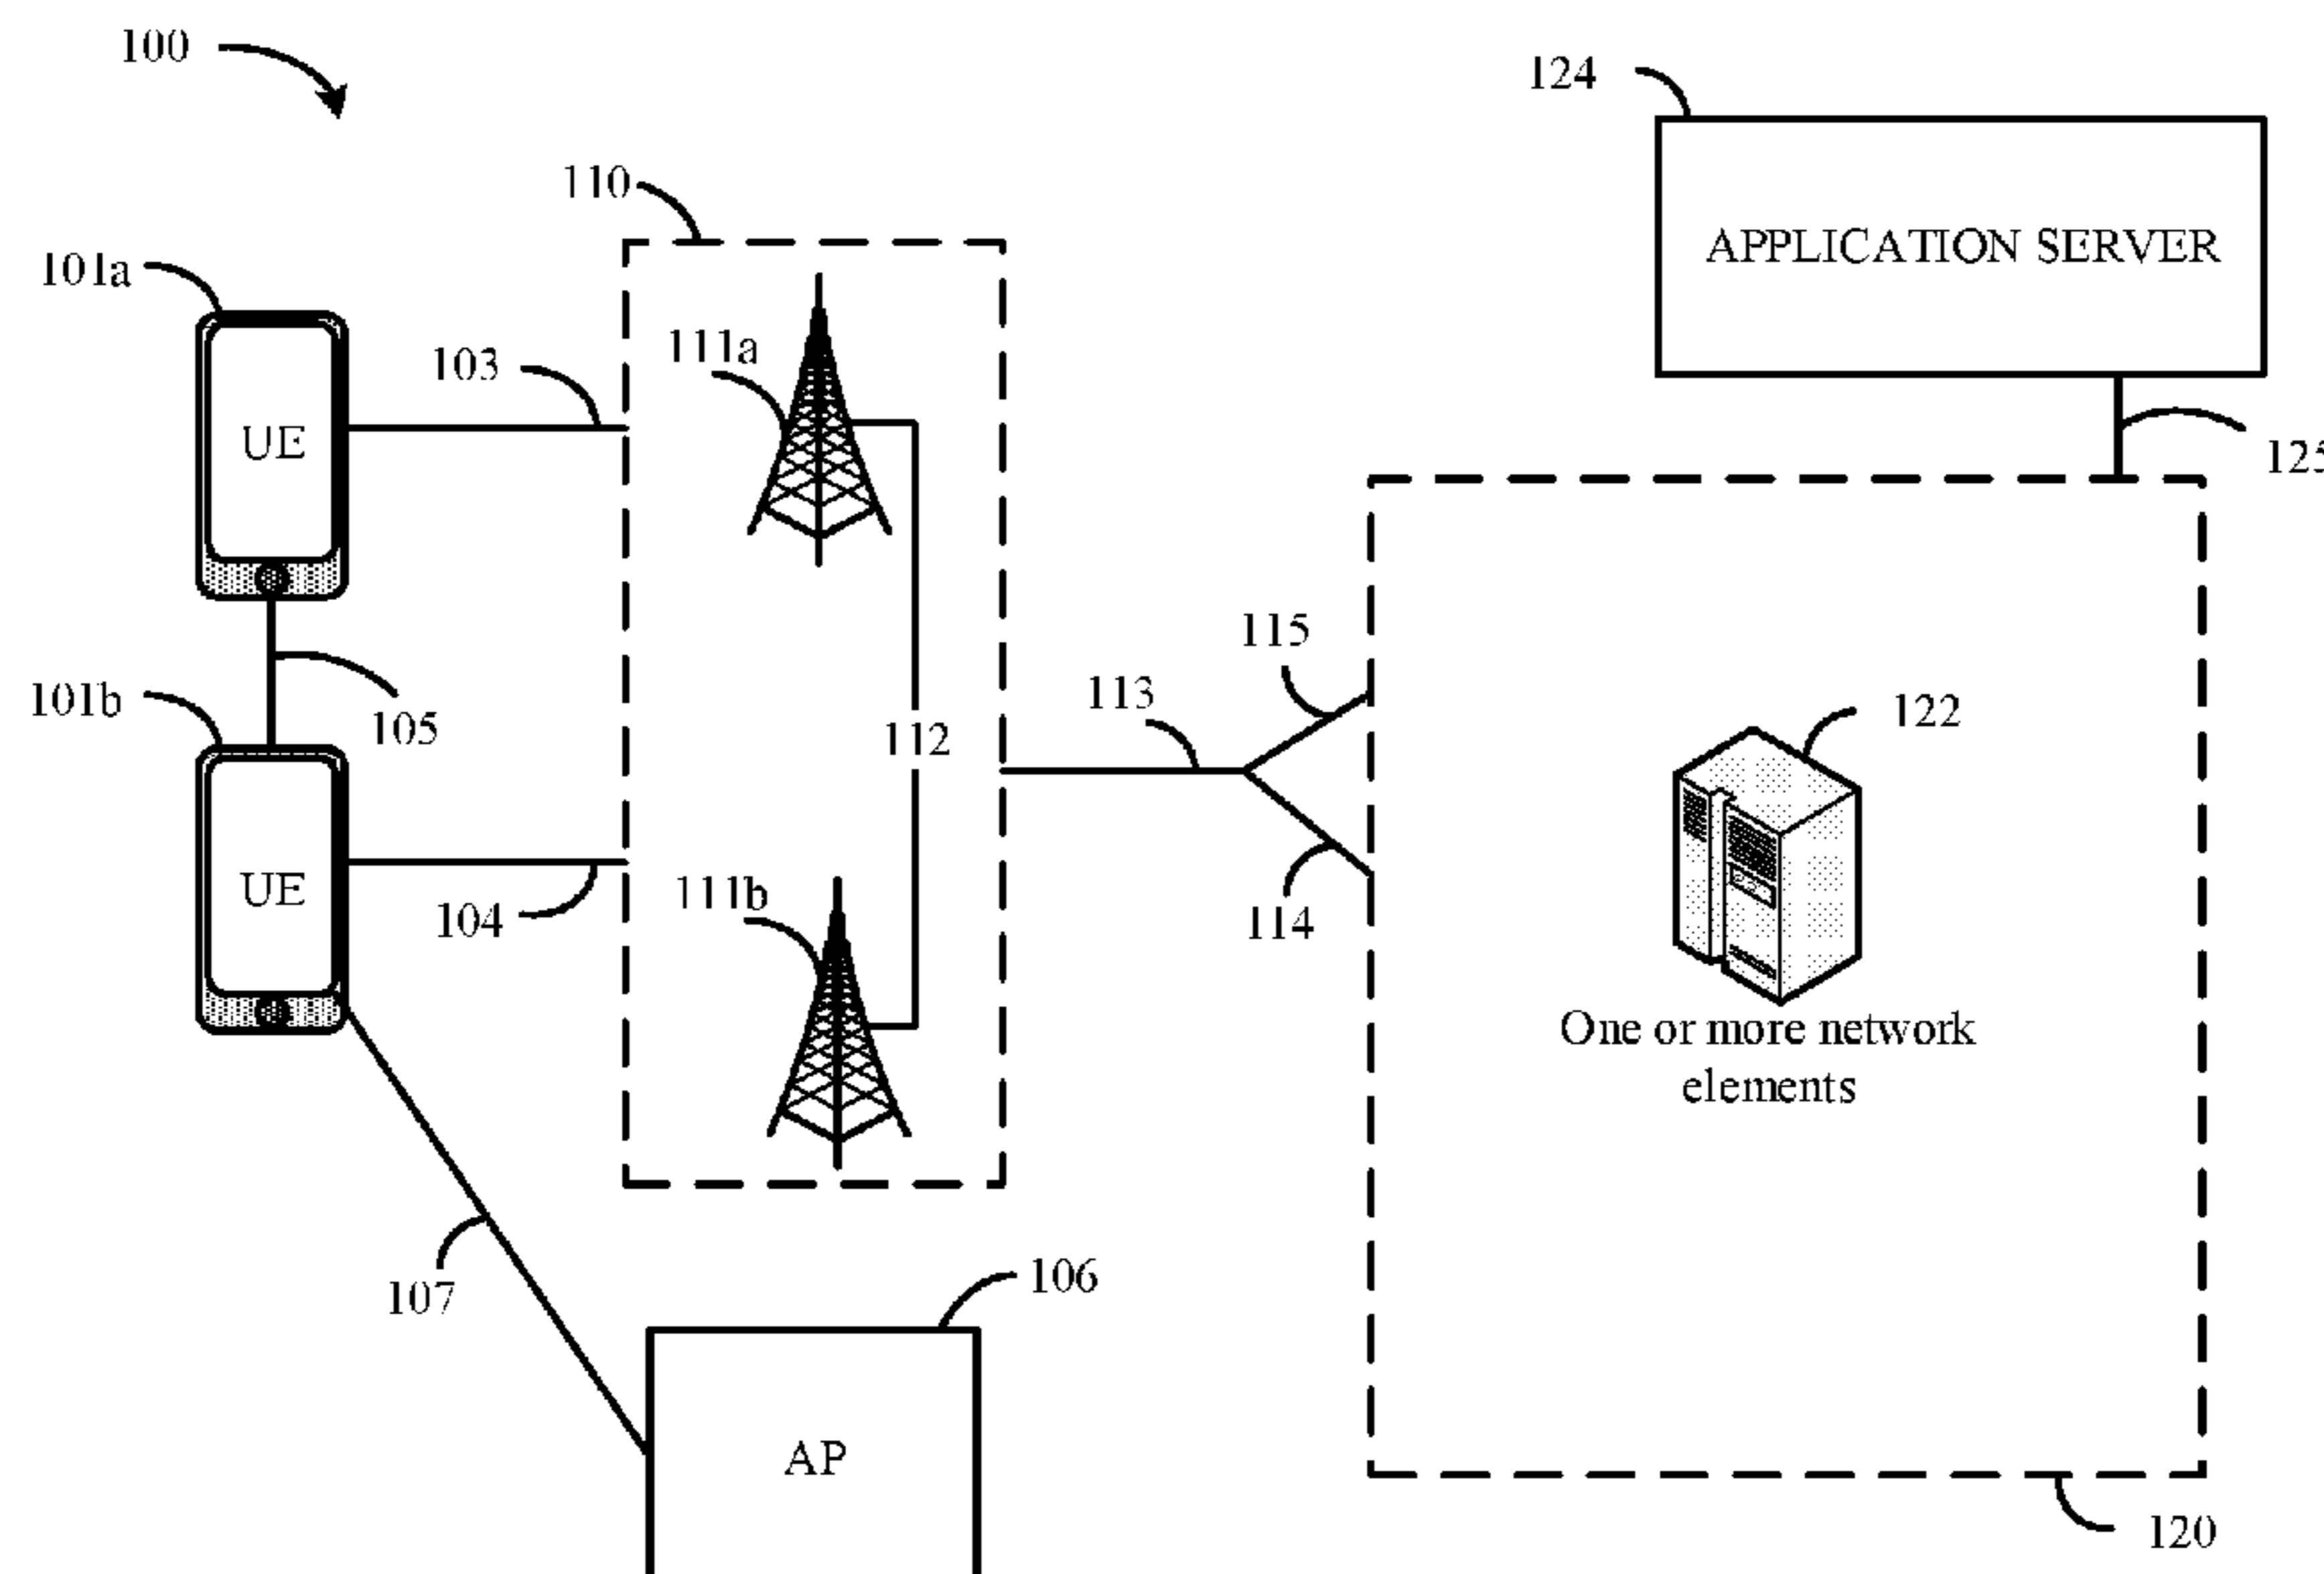 100
124
110
APPLICATION SERVER
101a
111a
103
UE
125
115
113
101b
105
112
122
UE
111b
104
114
One or more network
elements
107
106
AP
120